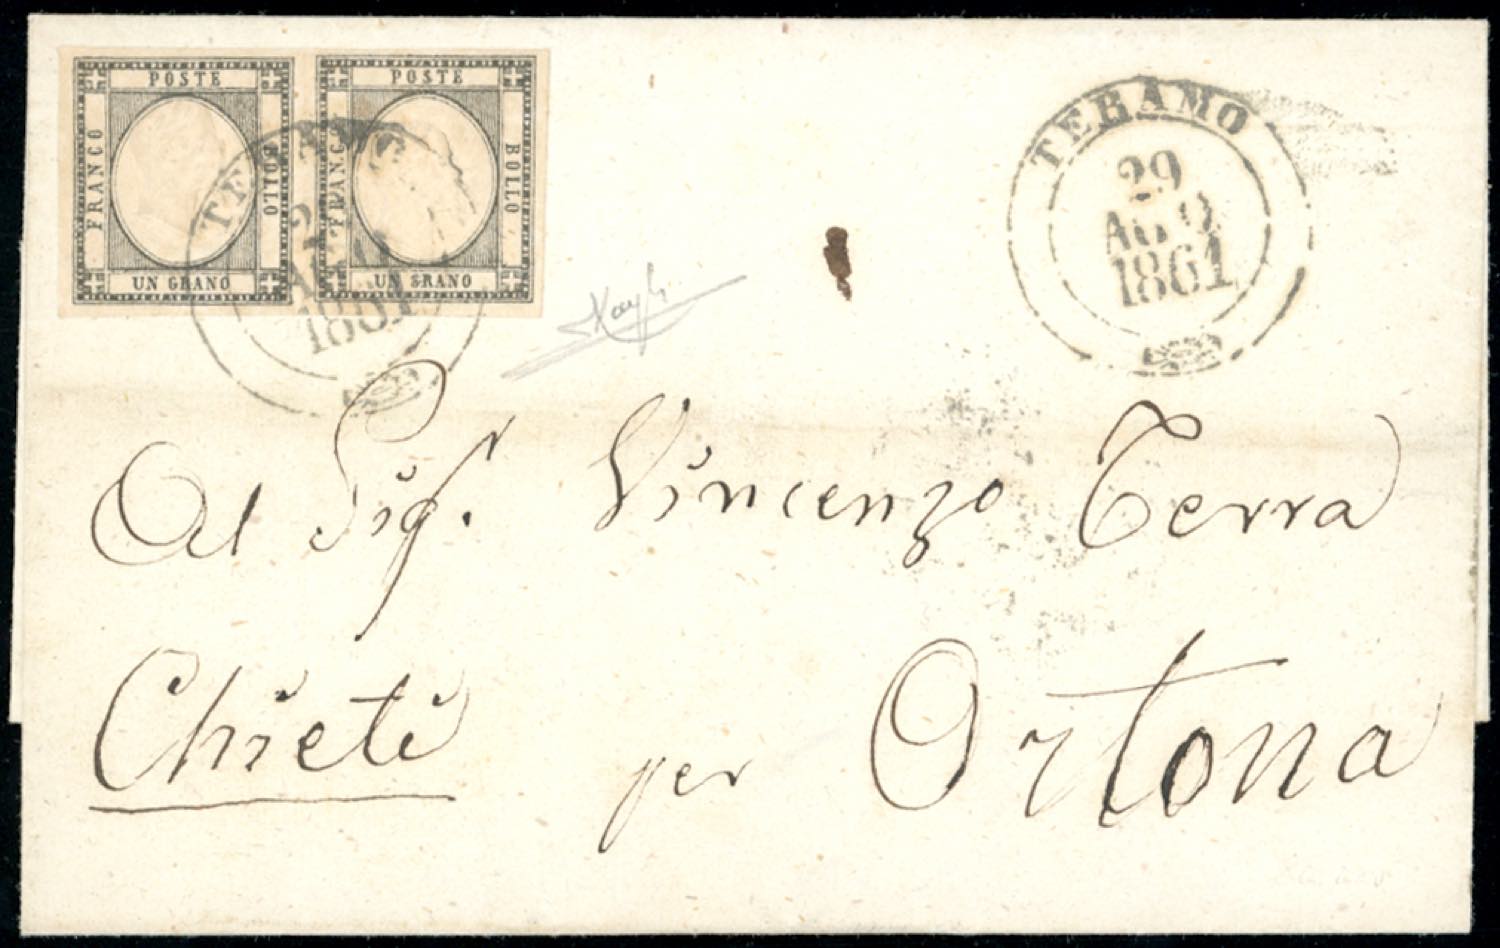 POSTE
FRANCO
BOLLO
UN GRANO
POSTE
FRANCO
BOLLO
UN GRANO
1861
TERAMO
29
AGO
1861
Al Sig.r Vincenzo Terra
Chieti per Ortona